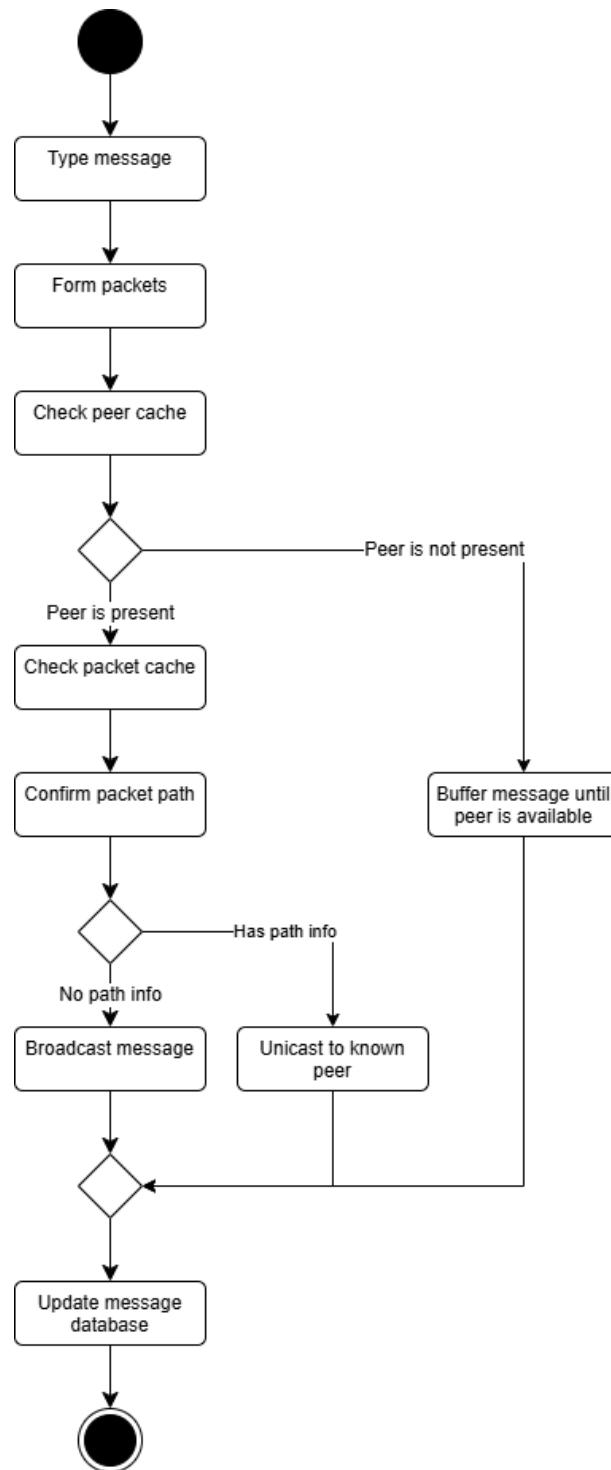 Type message
Form packets
Check peer cache
Peer is not present
Peer is present
Check packet cache
Confirm packet path
Buffer message until
peer is available
Has path info
No path info
Broadcast message
Unicast to known
peer
Update message
database